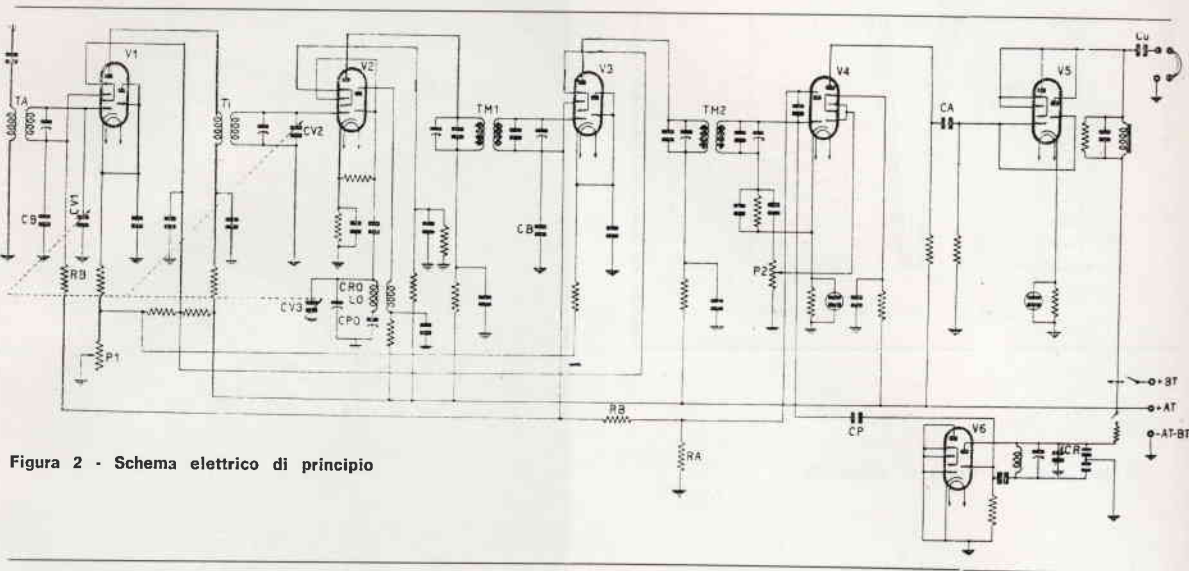 V1
V2
V3
V4
V5
CU
TA
T1
CV2
TM1
TM2
CA
CB
CV1
CB
RB
P2
CV3
CRO
LO
CPO
P1
+BT
+AT
-AT-BT
RB
CP
V6
CR
RA
Figura 2 - Schema elettrico di principio